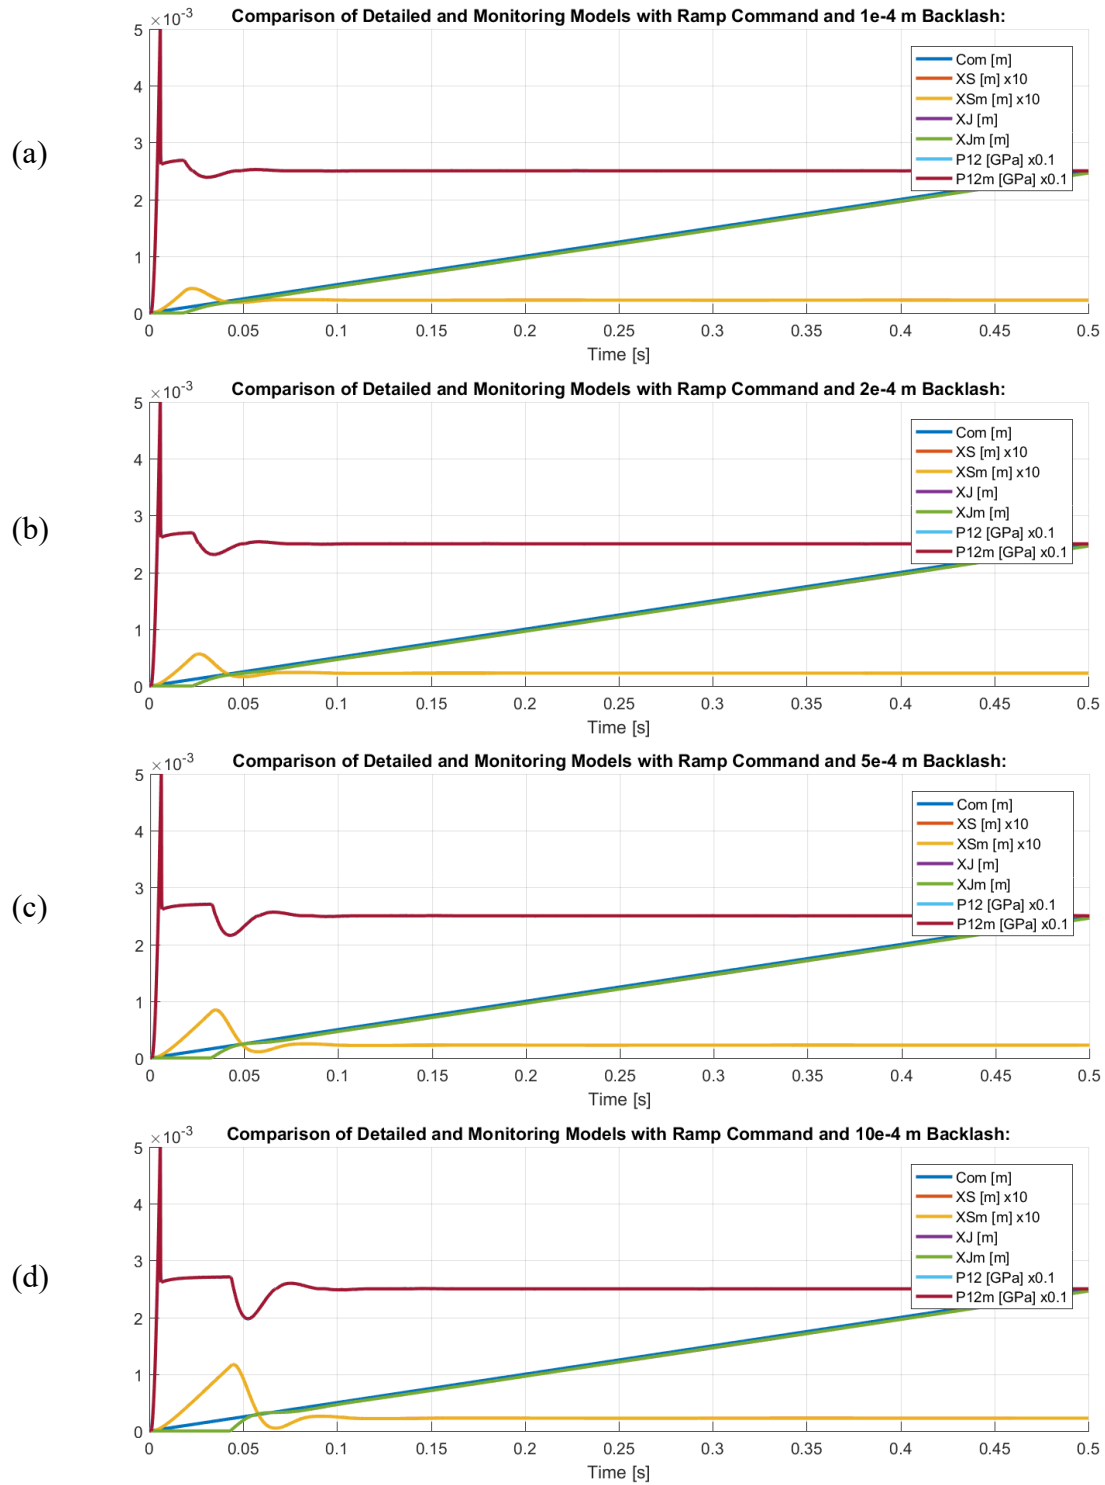 (a)
Comparison of Detailed and Monitoring Models with Ramp Command and 1e-4 m Backlash:
×10-3
5
4
3
2
1
0
Com [m]
XS [m] x10
XSm [m] x10
XJ [m]
XJm [m]
P12 [GPa] x0.1
P12m [GPa] x0.1
0 0.05 0.1 0.15 0.2 0.25 0.3 0.35 0.4 0.45 0.5
Time [s]
(b)
Comparison of Detailed and Monitoring Models with Ramp Command and 2e-4 m Backlash:
×10-3
5
4
3
2
1
0
Com [m]
XS [m] x10
XSm [m] x10
XJ [m]
XJm [m]
P12 [GPa] x0.1
P12m [GPa] x0.1
0 0.05 0.1 0.15 0.2 0.25 0.3 0.35 0.4 0.45 0.5
Time [s]
(c)
Comparison of Detailed and Monitoring Models with Ramp Command and 5e-4 m Backlash:
×10-3
5
4
3
2
1
0
Com [m]
XS [m] x10
XSm [m] x10
XJ [m]
XJm [m]
P12 [GPa] x0.1
P12m [GPa] x0.1
0 0.05 0.1 0.15 0.2 0.25 0.3 0.35 0.4 0.45 0.5
Time [s]
(d)
Comparison of Detailed and Monitoring Models with Ramp Command and 10e-4 m Backlash:
×10-3
5
4
3
2
1
0
Com [m]
XS [m] x10
XSm [m] x10
XJ [m]
XJm [m]
P12 [GPa] x0.1
P12m [GPa] x0.1
0 0.05 0.1 0.15 0.2 0.25 0.3 0.35 0.4 0.45 0.5
Time [s]